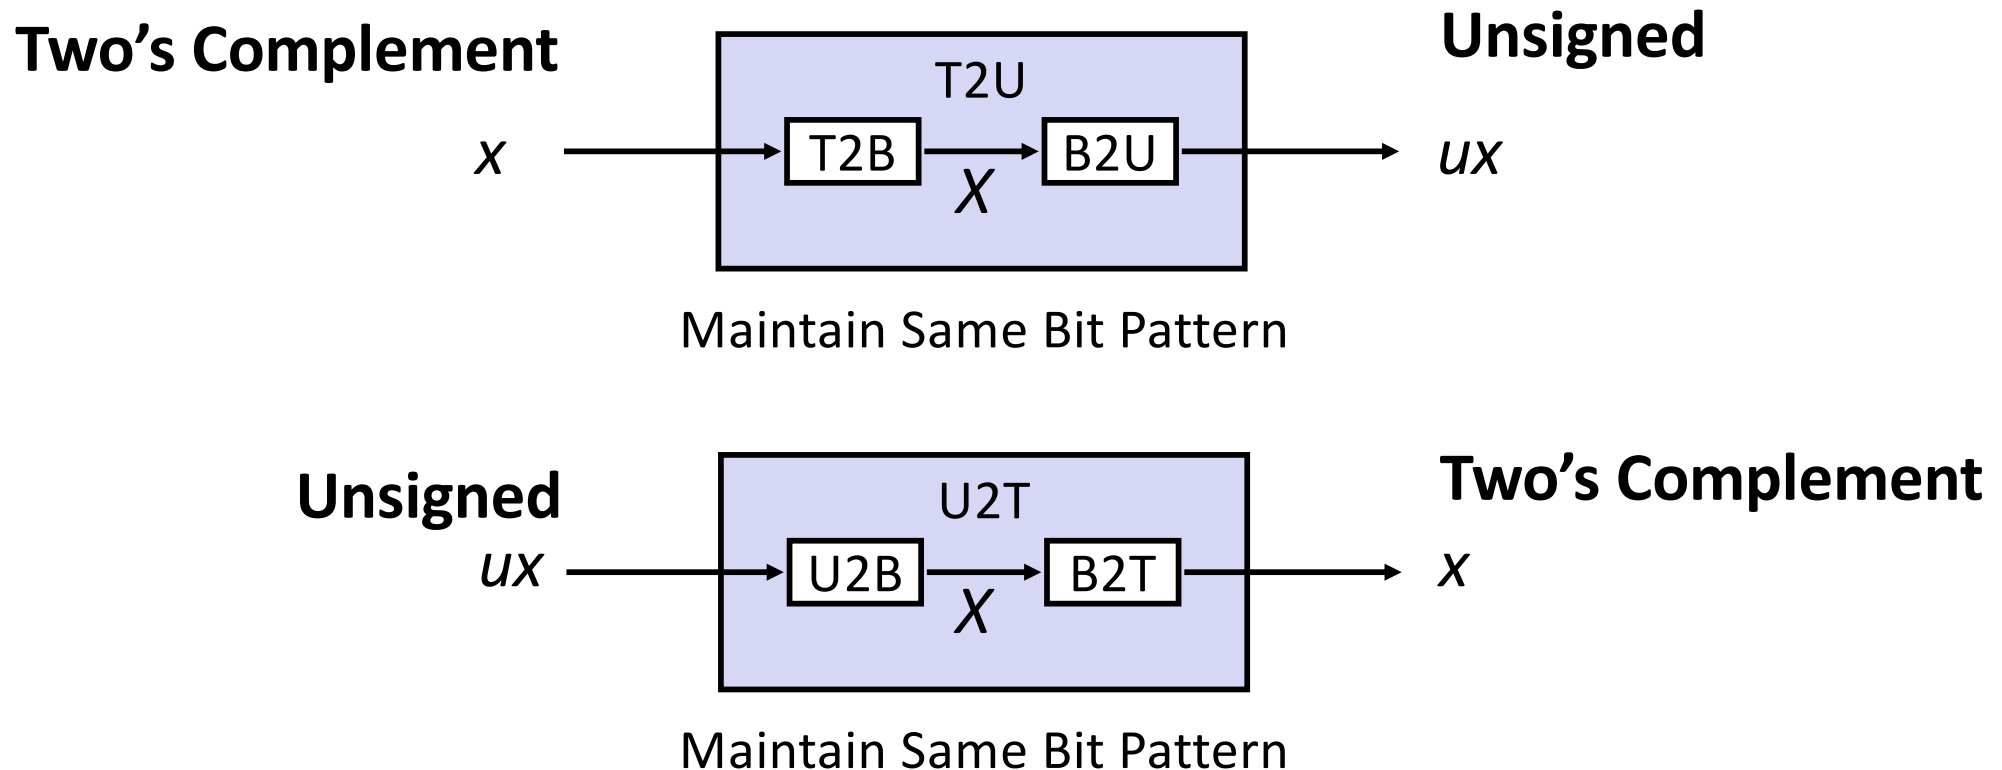 Two’s Complement
Unsigned
T2U
x
T2B
X
B2U
ux
Maintain Same Bit Pattern
Unsigned
Two’s Complement
U2T
ux
U2B
X
B2T
x
Maintain Same Bit Pattern